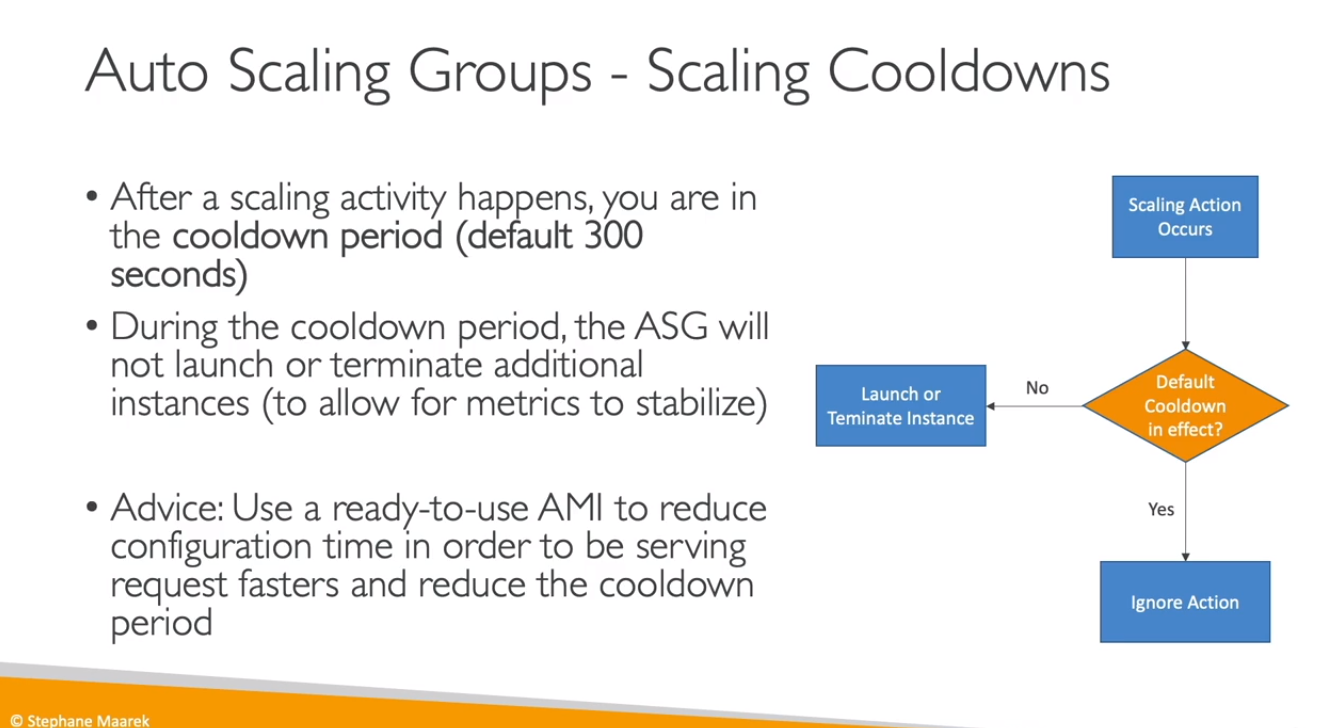 Auto Scaling Groups - Scaling Cooldowns
• After a scaling activity happens, you are in
the cooldown period (default 300
seconds)
• During the cooldown period, the ASG will
not launch or terminate additional
instances (to allow for metrics to stabilize)
• Advice: Use a ready-to-use AMI to reduce
configuration time in order to be serving
request fasters and reduce the cooldown
period
Scaling Action
Occurs
Default
Cooldown
in effect?
No
Launch or
Teminate Instance
Yes
Ignore Action
© Stephane Maarek